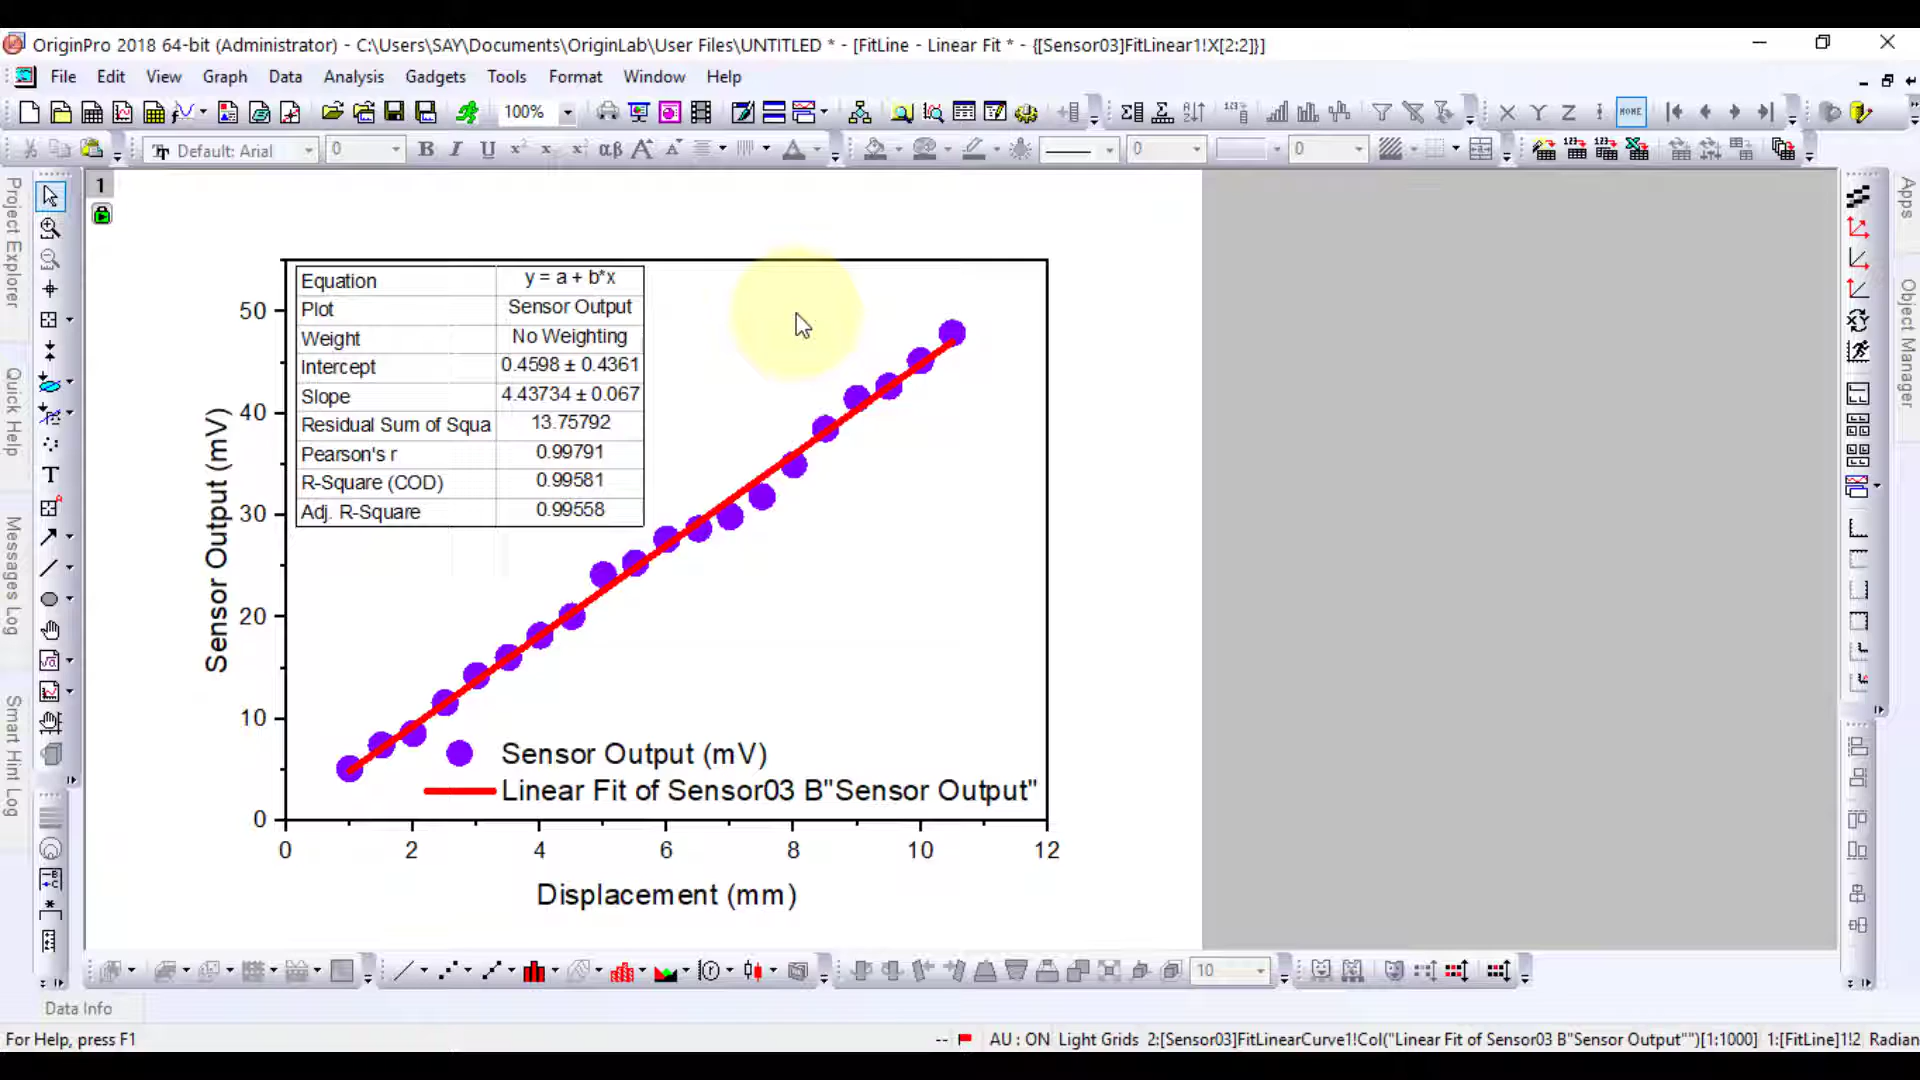 OriginPro 2018 64-bit (Administrator) - C:\Users\SAY\Documents\OriginLab\User Files\UNTITLED * - [FitLine - Linear Fit * - {[Sensor03]FitLinear1!X[2:2]}]
File Edit View Graph Data Analysis Gadgets Tools Format Window Help
100%
X Y Z HOME
Default: Arial 0 B I U αβ A A 0 0
Project Explorer
Quick Help
Messages Log
Smart Hint Log
Apps
Object Manager
1
Equation y = a + b*x
Plot Sensor Output
Weight No Weighting
Intercept 0.4598 ± 0.4361
Slope 4.43734 ± 0.067
Residual Sum of Squa 13.75792
Pearson's r 0.99791
R-Square (COD) 0.99581
Adj. R-Square 0.99558
50
40
30
20
10
0
Sensor Output (mV)
Sensor Output (mV)
Linear Fit of Sensor03 B"Sensor Output"
0 2 4 6 8 10 12
Displacement (mm)
10
Data Info
For Help, press F1
-- AU : ON Light Grids 2:[Sensor03]FitLinearCurve1!Col("Linear Fit of Sensor03 B"Sensor Output"")[1:1000] 1:[FitLine]1!2 Radian